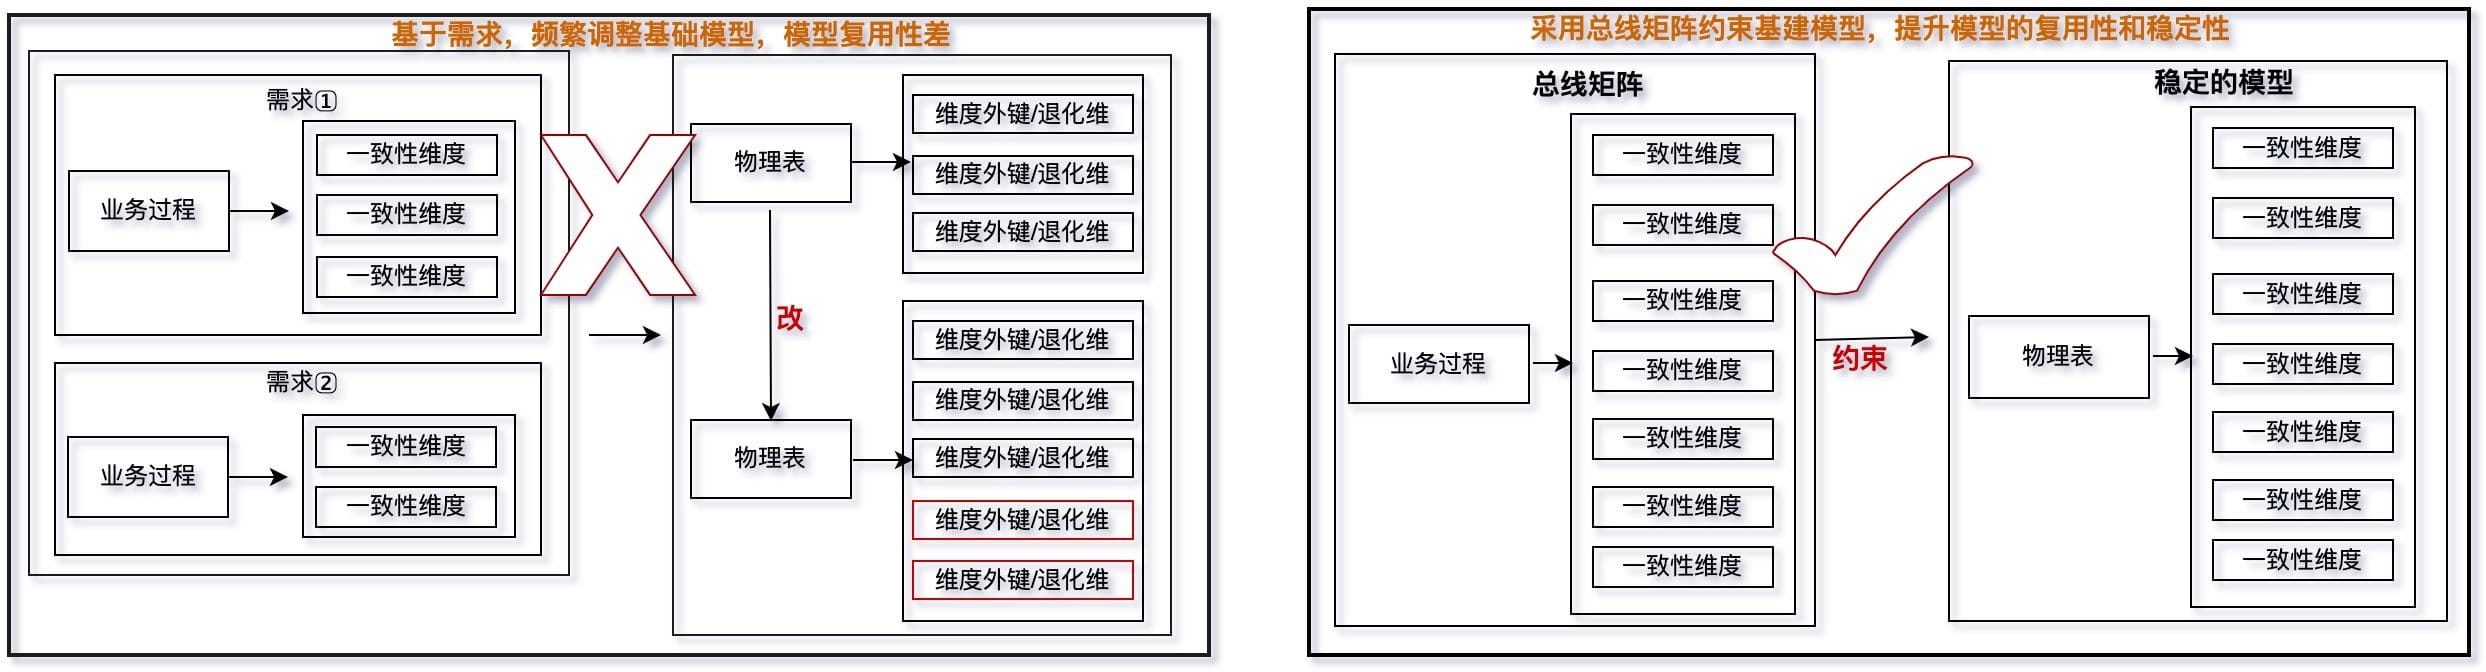 基于需求，频繁调整基础模型，模型复用性差
需求①
业务过程
一致性维度
一致性维度
一致性维度
需求②
业务过程
一致性维度
一致性维度
物理表
维度外键/退化维
维度外键/退化维
维度外键/退化维
改
物理表
维度外键/退化维
维度外键/退化维
维度外键/退化维
维度外键/退化维
维度外键/退化维
采用总线矩阵约束基建模型，提升模型的复用性和稳定性
总线矩阵
业务过程
一致性维度
一致性维度
一致性维度
一致性维度
一致性维度
一致性维度
一致性维度
约束
稳定的模型
物理表
一致性维度
一致性维度
一致性维度
一致性维度
一致性维度
一致性维度
一致性维度